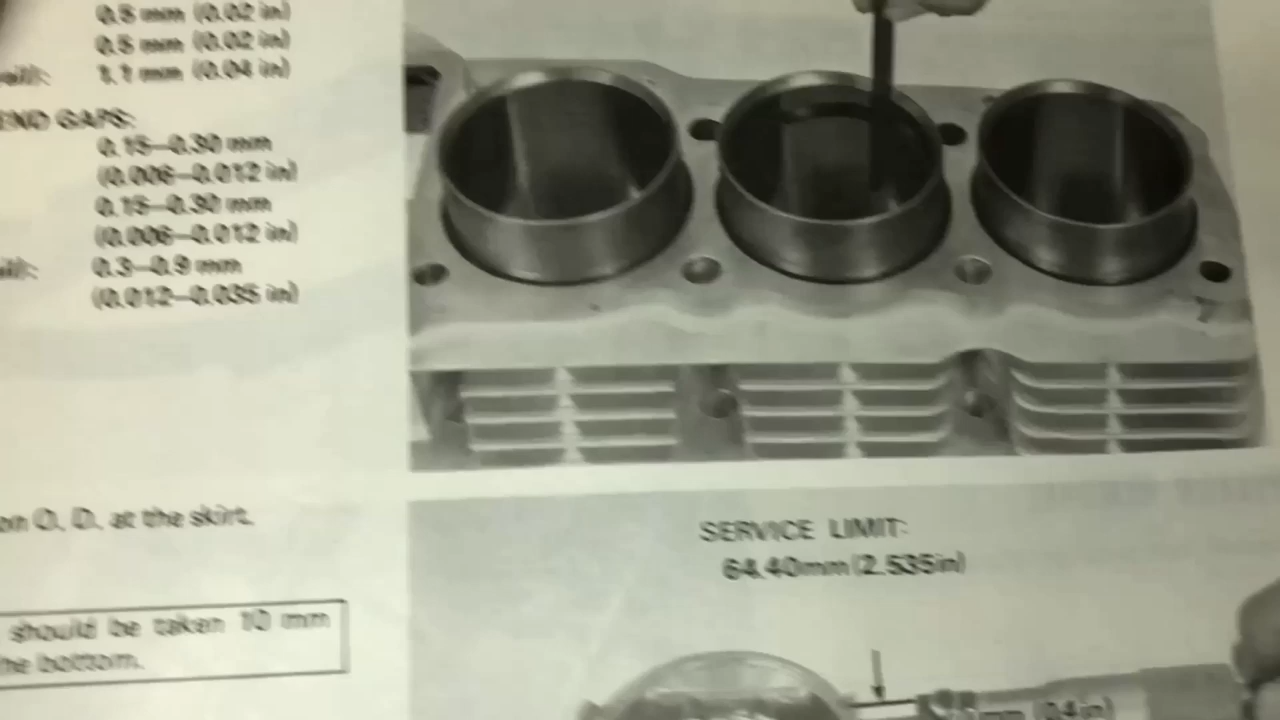 0.5 mm (0.02 in)
0.5 mm (0.02 in)
1.1 mm (0.04 in)
END GAPS:
0.15–0.30 mm
(0.006–0.012 in)
0.15–0.30 mm
(0.006–0.012 in)
0.3–0.9 mm
(0.012–0.035 in)
on O. D. at the skirt.
should be taken 10 mm
he bottom.
SERVICE LIMIT:
64.40mm (2.535in)
mm (0.4in)